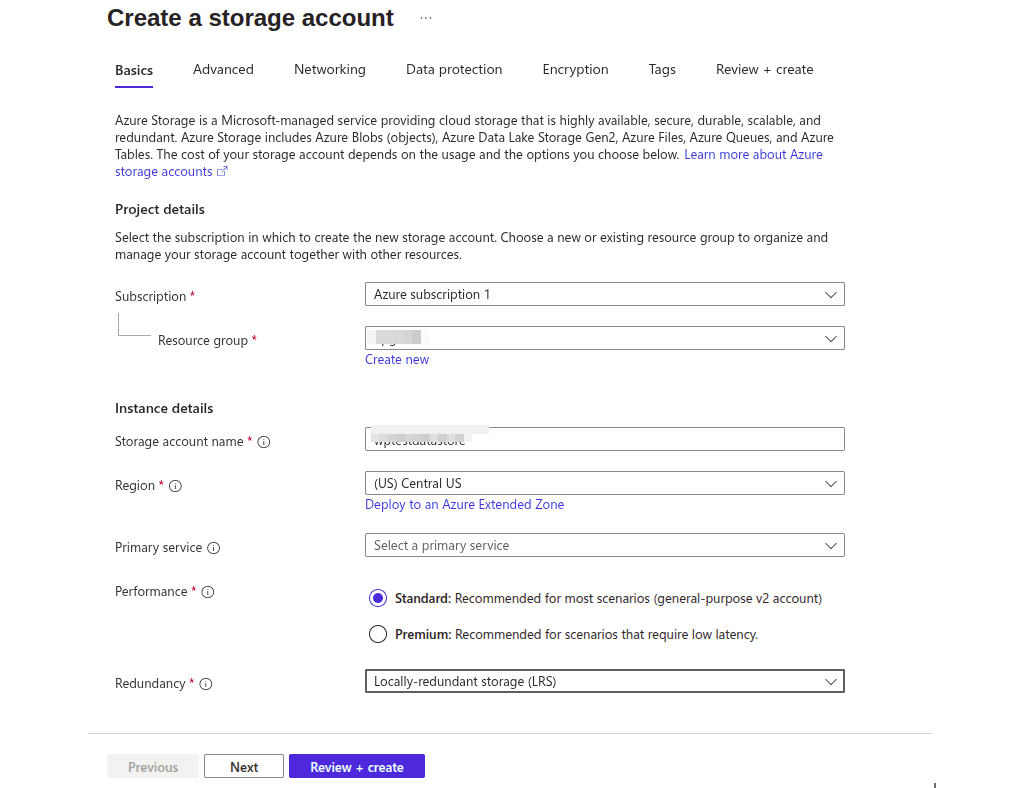 Create a storage account ...
Basics Advanced Networking Data protection Encryption Tags Review + create
Azure Storage is a Microsoft-managed service providing cloud storage that is highly available, secure, durable, scalable, and
redundant. Azure Storage includes Azure Blobs (objects), Azure Data Lake Storage Gen2, Azure Files, Azure Queues, and Azure
Tables. The cost of your storage account depends on the usage and the options you choose below. Learn more about Azure
storage accounts
Project details
Select the subscription in which to create the new storage account. Choose a new or existing resource group to organize and
manage your storage account together with other resources.
Subscription * Azure subscription 1
Resource group *
Create new
Instance details
Storage account name *
Region * (US) Central US
Deploy to an Azure Extended Zone
Primary service Select a primary service
Performance *
Standard: Recommended for most scenarios (general-purpose v2 account)
Premium: Recommended for scenarios that require low latency.
Redundancy * Locally-redundant storage (LRS)
Previous Next Review + create